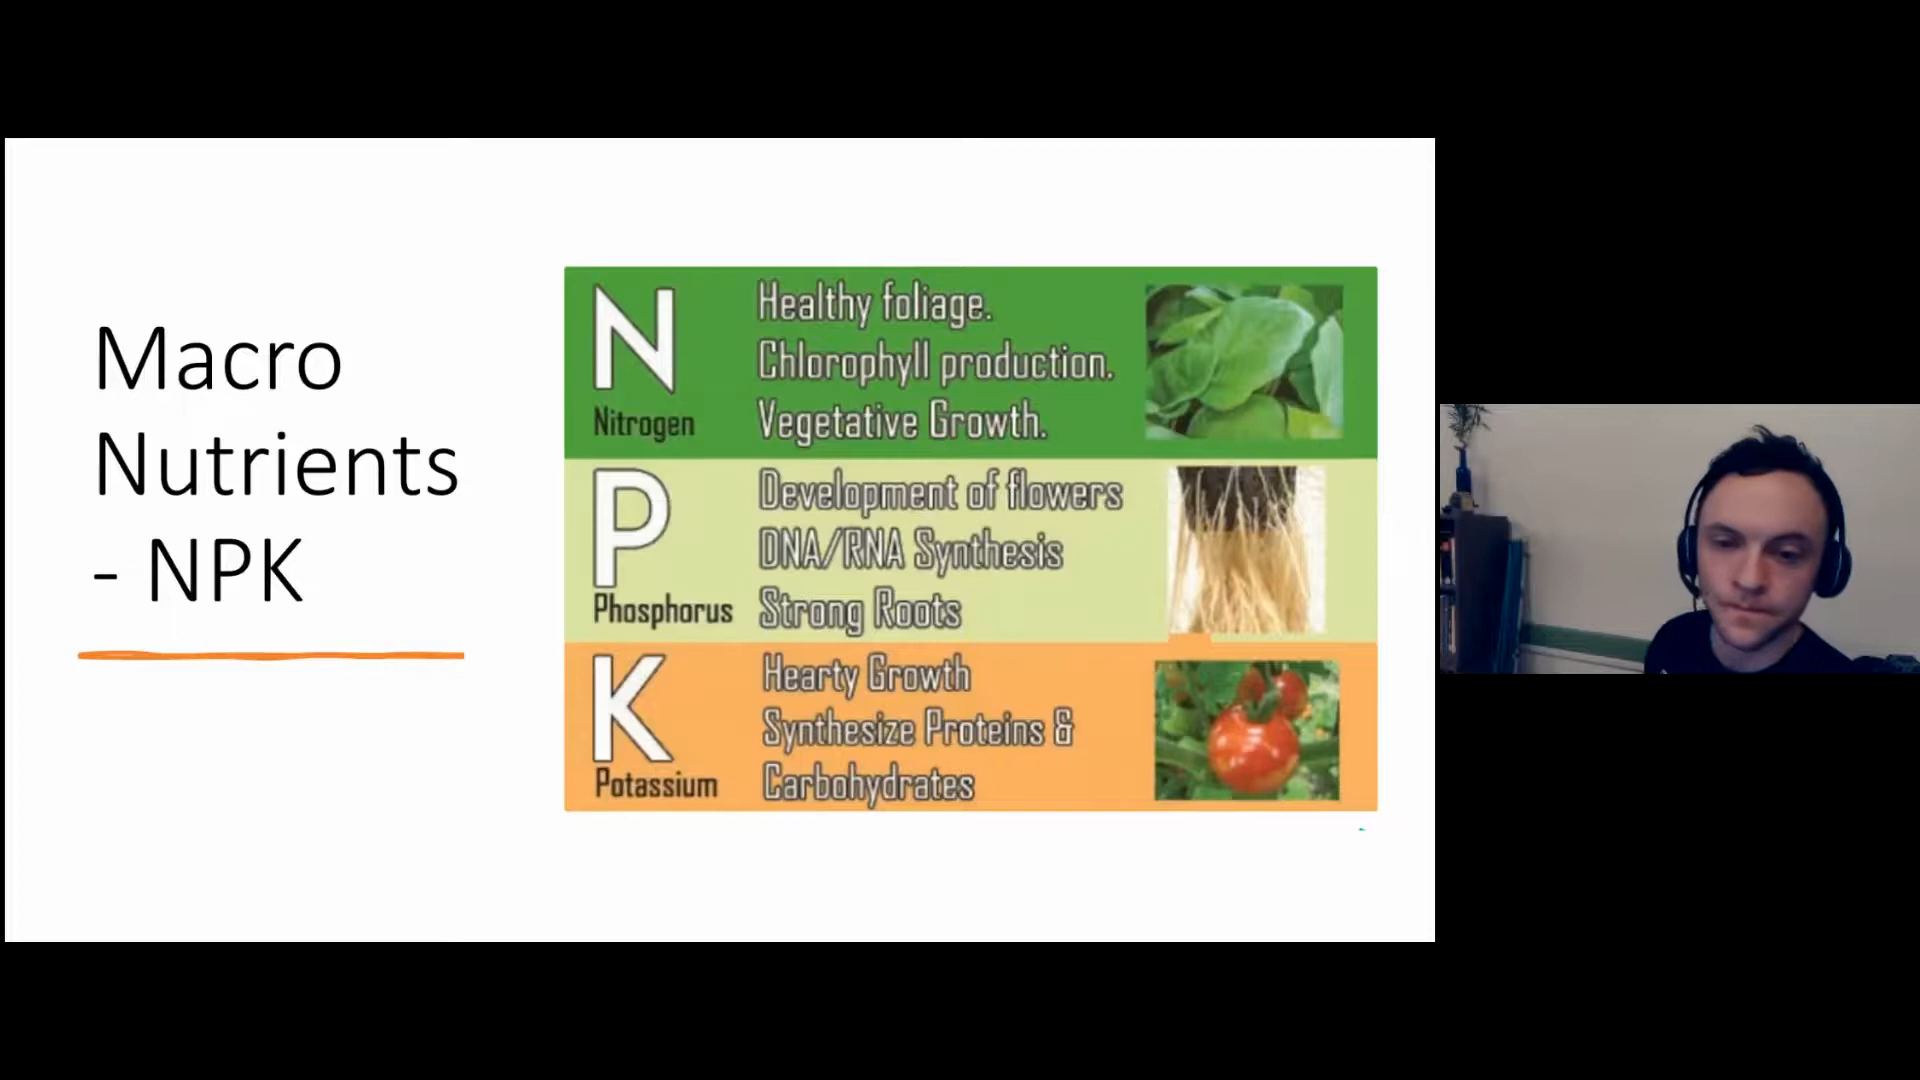 Macro
Nutrients
- NPK
N
Nitrogen
Healthy foliage.
Chlorophyll production.
Vegetative Growth.
P
Phosphorus
Development of flowers
DNA/RNA Synthesis
Strong Roots
K
Potassium
Hearty Growth
Synthesize Proteins &
Carbohydrates